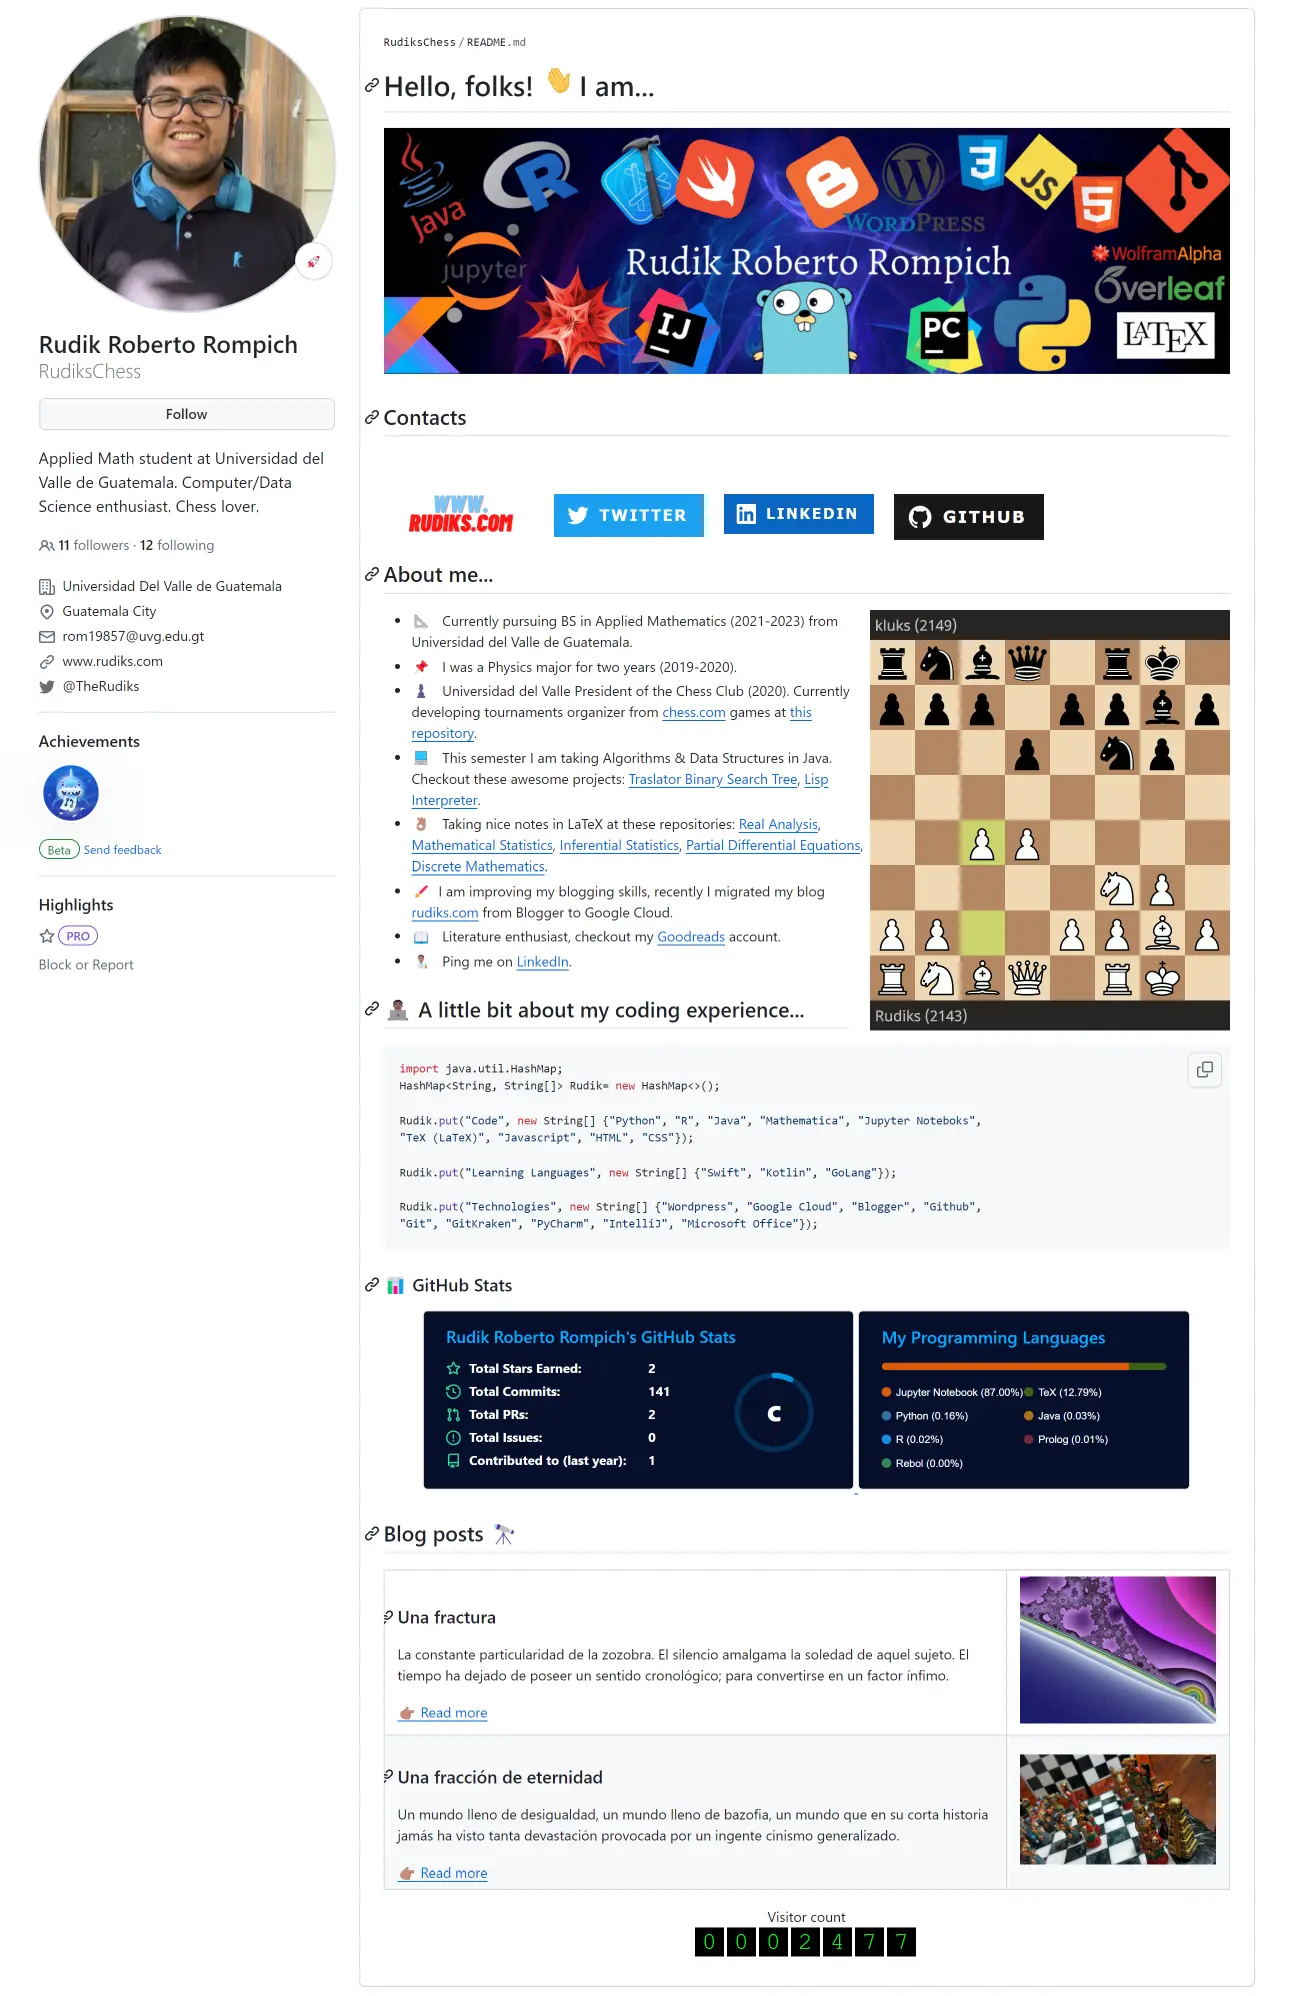 Rudik Roberto Rompich
RudiksChess
Follow
Applied Math student at Universidad del
Valle de Guatemala. Computer/Data
Science enthusiast. Chess lover.
11 followers · 12 following
Universidad Del Valle de Guatemala
Guatemala City
rom19857@uvg.edu.gt
www.rudiks.com
@TheRudiks
Achievements
Beta Send feedback
Highlights
PRO
Block or Report
RudiksChess / README.md
Hello, folks! 👋 I am...
Java
R
jupyter
WORDPRESS
3
JS
5
Rudik Roberto Rompich
WolframAlpha
Overleaf
IJ
PC
LATEX
Contacts
WWW.
RUDIKS.COM
TWITTER
LINKEDIN
GITHUB
About me...
Currently pursuing BS in Applied Mathematics (2021-2023) from
Universidad del Valle de Guatemala.
I was a Physics major for two years (2019-2020).
Universidad del Valle President of the Chess Club (2020). Currently
developing tournaments organizer from chess.com games at this
repository.
This semester I am taking Algorithms & Data Structures in Java.
Checkout these awesome projects: Traslator Binary Search Tree, Lisp
Interpreter.
Taking nice notes in LaTeX at these repositories: Real Analysis,
Mathematical Statistics, Inferential Statistics, Partial Differential Equations,
Discrete Mathematics.
I am improving my blogging skills, recently I migrated my blog
rudiks.com from Blogger to Google Cloud.
Literature enthusiast, checkout my Goodreads account.
Ping me on LinkedIn.
kluks (2149)
Rudiks (2143)
A little bit about my coding experience...
import java.util.HashMap;
HashMap<String, String[]> Rudik= new HashMap<>();
Rudik.put("Code", new String[] {"Python", "R", "Java", "Mathematica", "Jupyter Noteboks",
"TeX (LaTeX)", "Javascript", "HTML", "CSS"});
Rudik.put("Learning Languages", new String[] {"Swift", "Kotlin", "GoLang"});
Rudik.put("Technologies", new String[] {"Wordpress", "Google Cloud", "Blogger", "Github",
"Git", "GitKraken", "PyCharm", "IntelliJ", "Microsoft Office"});
GitHub Stats
Rudik Roberto Rompich's GitHub Stats
Total Stars Earned: 2
Total Commits: 141
Total PRs: 2
Total Issues: 0
Contributed to (last year): 1
C
My Programming Languages
Jupyter Notebook (87.00%) TeX (12.79%)
Python (0.16%) Java (0.03%)
R (0.02%) Prolog (0.01%)
Rebol (0.00%)
Blog posts
Una fractura
La constante particularidad de la zozobra. El silencio amalgama la soledad de aquel sujeto. El
tiempo ha dejado de poseer un sentido cronológico; para convertirse en un factor ínfimo.
Read more
Una fracción de eternidad
Un mundo lleno de desigualdad, un mundo lleno de bazofia, un mundo que en su corta historia
jamás ha visto tanta devastación provocada por un ingente cinismo generalizado.
Read more
Visitor count
0002477